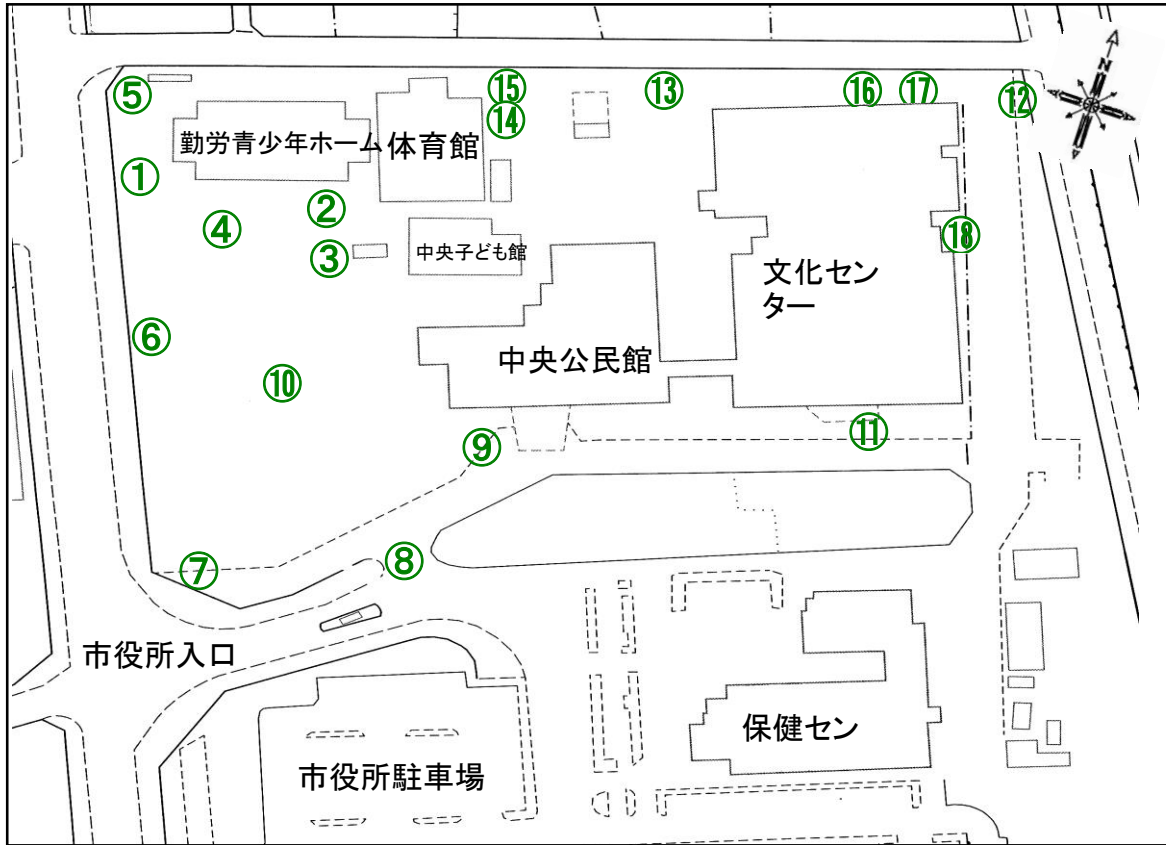 ⑤
⑮
⑬
⑯
⑰
⑫
N
⑭
勤労青少年ホーム
体育館
①
②
④
③
中央子ども館
⑱
文化セン
ター
⑥
中央公民館
⑩
⑪
⑨
⑧
⑦
市役所入口
保健セン
市役所駐車場